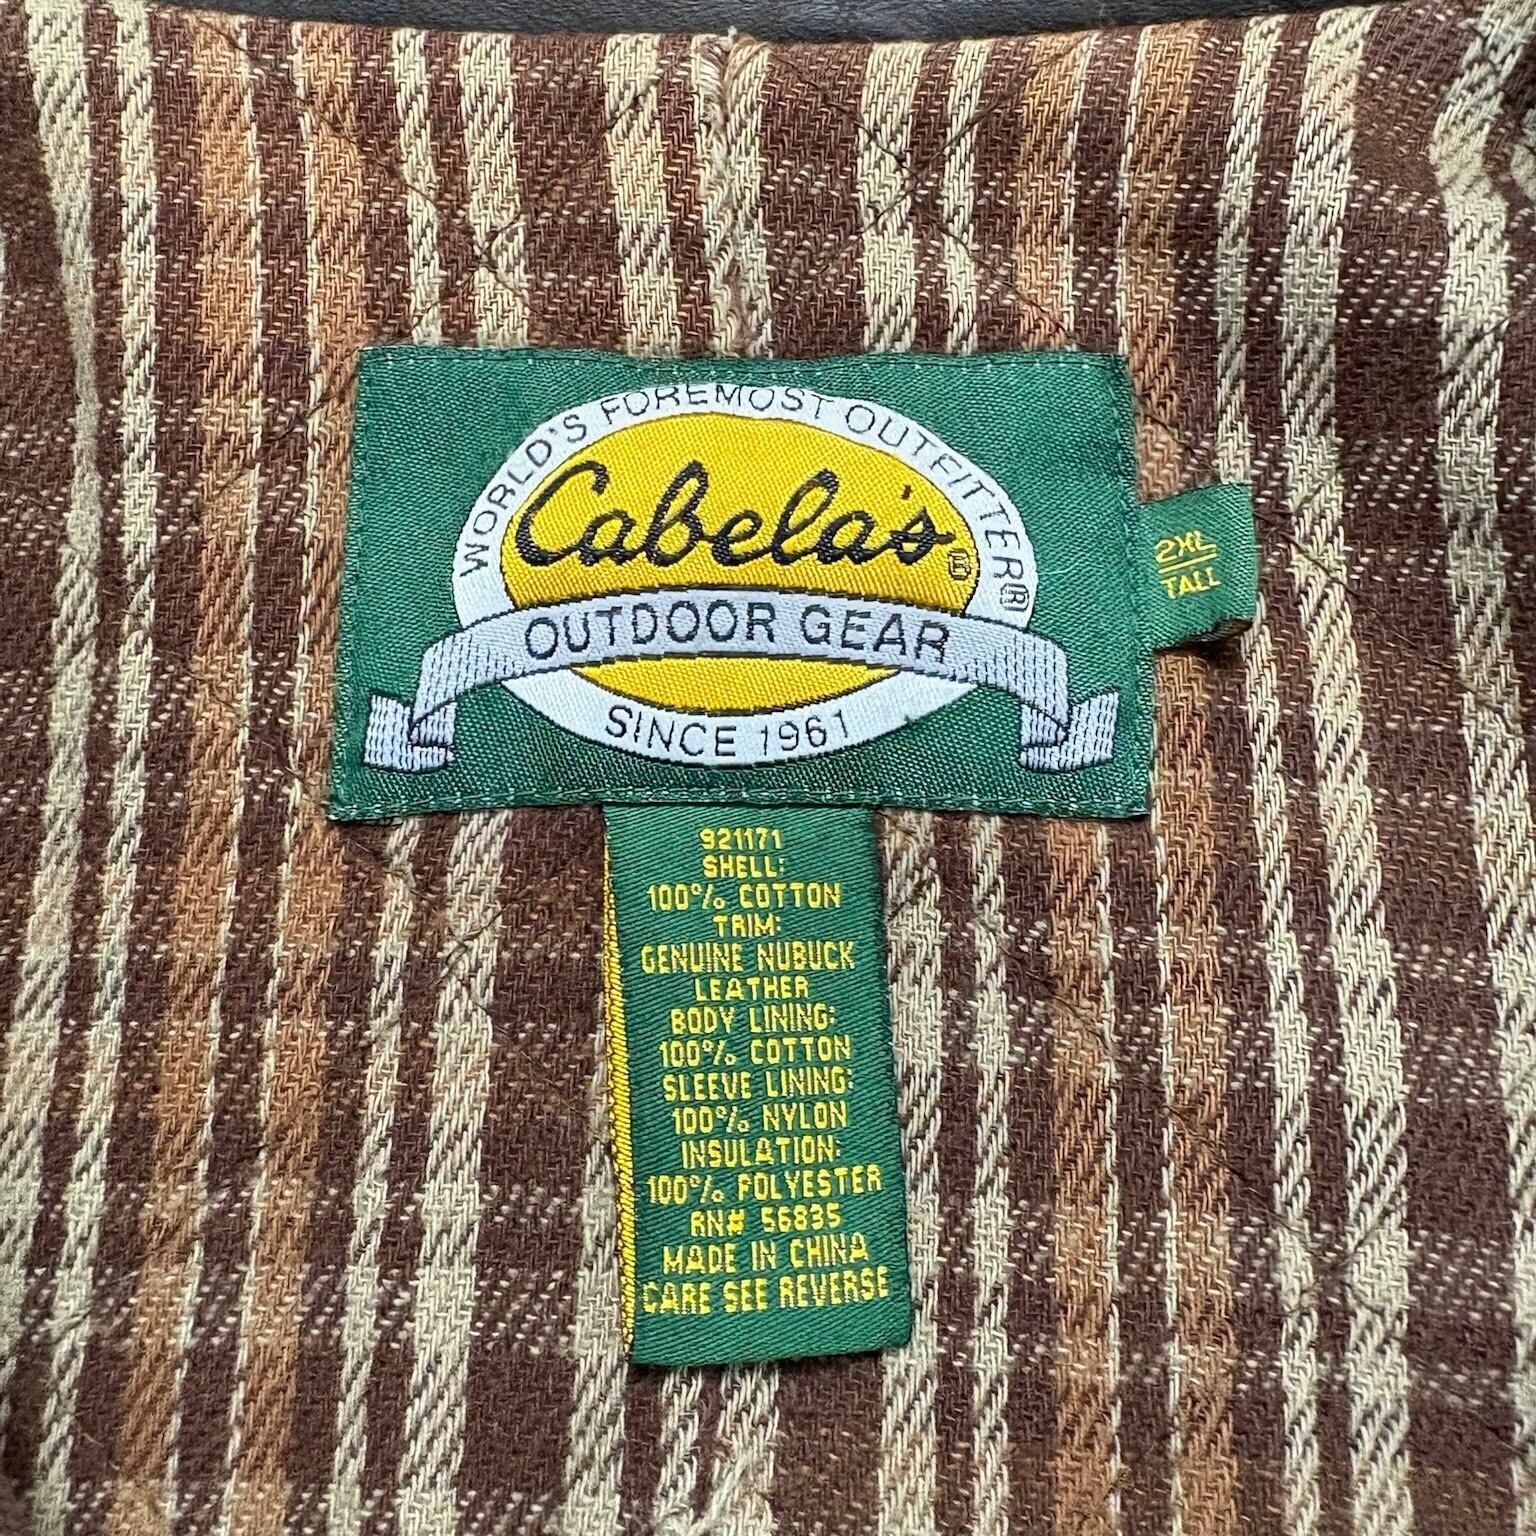 WORLD'S FOREMOST OUTFITTER®
Cabela's®
OUTDOOR GEAR
SINCE 1961
2XL
TALL
921171
SHELL:
100% COTTON
TRIM:
GENUINE NUBUCK
LEATHER
BODY LINING:
100% COTTON
SLEEVE LINING:
100% NYLON
INSULATION:
100% POLYESTER
RN# 56835
MADE IN CHINA
CARE SEE REVERSE